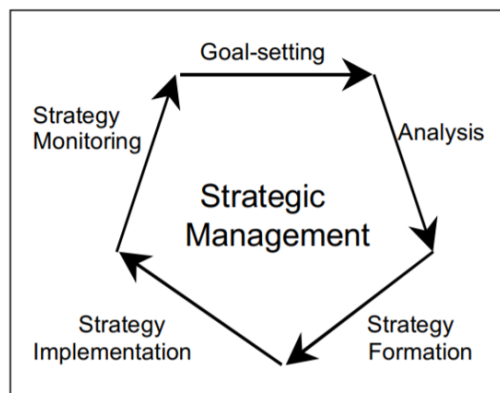 Goal-setting
Analysis
Strategy
Formation
Strategy
Implementation
Strategy
Monitoring
Strategic
Management